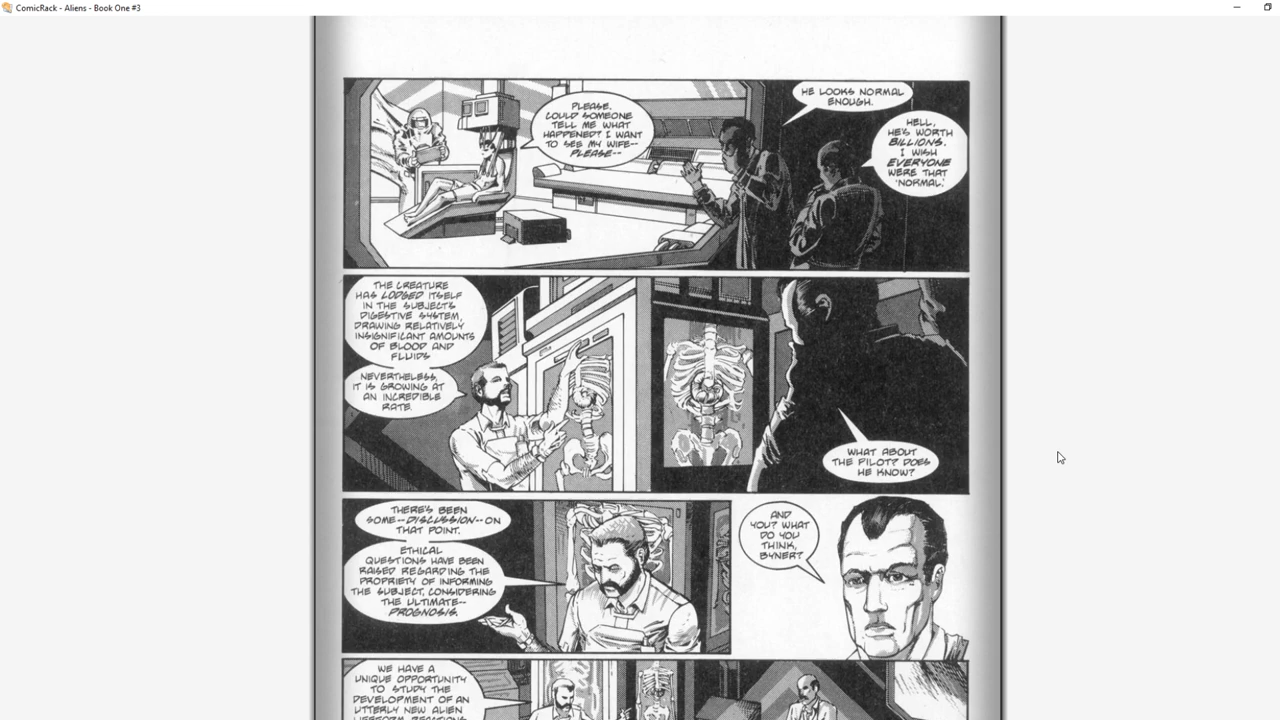 ComicRack - Aliens - Book One #3
PLEASE.
COULD SOMEONE
TELL ME WHAT
HAPPENED? I WANT
TO SEE MY WIFE--
PLEASE--
HE LOOKS NORMAL
ENOUGH.
HELL,
HE'S WORTH
BILLIONS.
I WISH
EVERYONE
WERE THAT
'NORMAL.'
THE CREATURE
HAS LODGED ITSELF
IN THE SUBJECT'S
DIGESTIVE SYSTEM,
DRAWING RELATIVELY
INSIGNIFICANT AMOUNTS
OF BLOOD AND
FLUIDS
NEVERTHELESS,
IT IS GROWING AT
AN INCREDIBLE
RATE.
WHAT ABOUT
THE PILOT? DOES
HE KNOW?
THERE'S BEEN
SOME--DISCUSSION--ON
THAT POINT.
ETHICAL
QUESTIONS HAVE BEEN
RAISED REGARDING THE
PROPRIETY OF INFORMING
THE SUBJECT, CONSIDERING
THE ULTIMATE--
PROGNOSIS.
AND
YOU? WHAT
DO YOU
THINK,
BYNER?
WE HAVE A
UNIQUE OPPORTUNITY
TO STUDY THE
DEVELOPMENT OF AN
UTTERLY NEW ALIEN